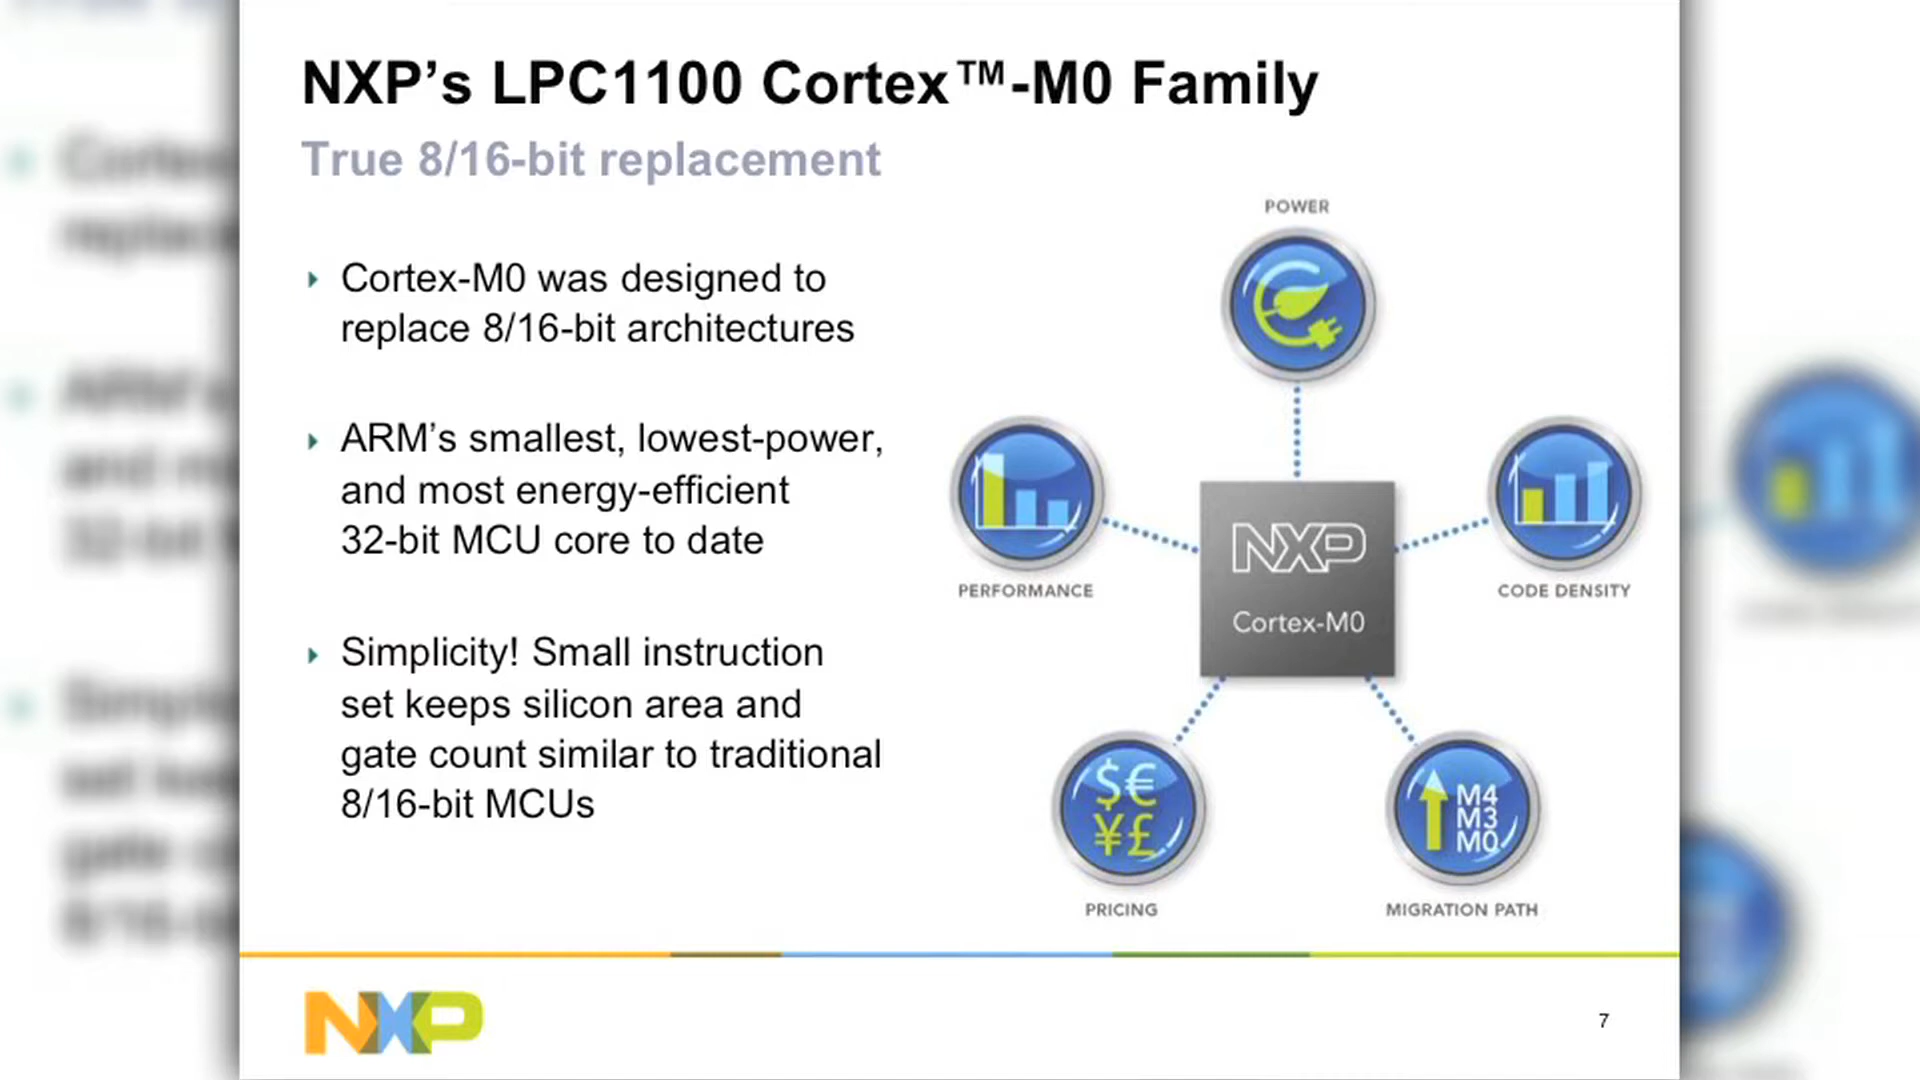 NXP’s LPC1100 Cortex™-M0 Family
True 8/16-bit replacement
Cortex-M0 was designed to
replace 8/16-bit architectures
ARM’s smallest, lowest-power,
and most energy-efficient
32-bit MCU core to date
Simplicity! Small instruction
set keeps silicon area and
gate count similar to traditional
8/16-bit MCUs
POWER
PERFORMANCE
CODE DENSITY
NXP
Cortex-M0
$€
¥£
PRICING
M4
M3
M0
MIGRATION PATH
NXP
7